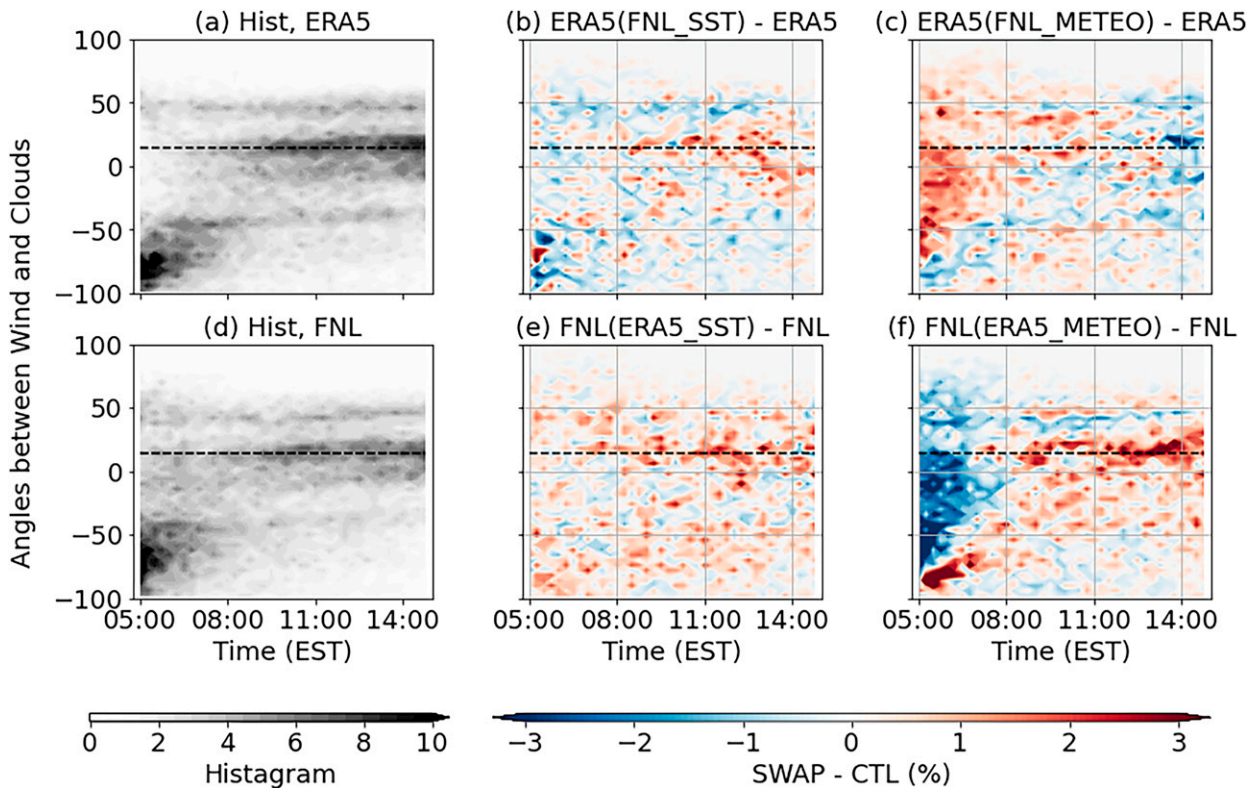 (a) Hist, ERA5
(b) ERA5(FNL_SST) - ERA5
(c) ERA5(FNL_METEO) - ERA5
Angles between Wind and Clouds
100
50
0
−50
−100
(d) Hist, FNL
(e) FNL(ERA5_SST) - FNL
(f) FNL(ERA5_METEO) - FNL
100
50
0
−50
−100
05:00 08:00 11:00 14:00
05:00 08:00 11:00 14:00
05:00 08:00 11:00 14:00
Time (EST)
Time (EST)
Time (EST)
0 2 4 6 8 10
Histagram
−3 −2 −1 0 1 2 3
SWAP - CTL (%)